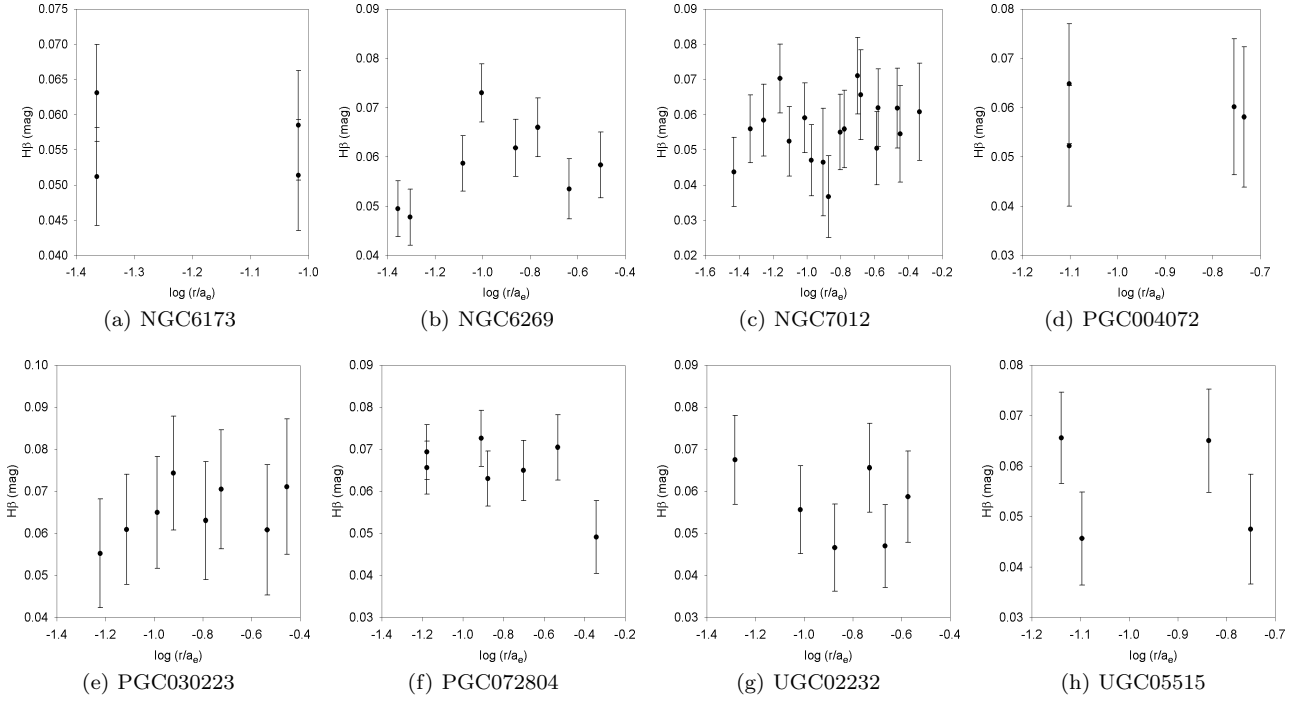 0.075
0.070
0.065
0.060
0.055
0.050
0.045
0.040
Hβ (mag)
-1.4 -1.3 -1.2 -1.1 -1.0
log (r/ae)
(a) NGC6173
0.09
0.08
0.07
0.06
0.05
0.04
Hβ (mag)
-1.4 -1.2 -1.0 -0.8 -0.6 -0.4
log (r/ae)
(b) NGC6269
0.09
0.08
0.07
0.06
0.05
0.04
0.03
0.02
Hβ (mag)
-1.6 -1.4 -1.2 -1.0 -0.8 -0.6 -0.4 -0.2
log (r/ae)
(c) NGC7012
0.08
0.07
0.06
0.05
0.04
0.03
Hβ (mag)
-1.2 -1.1 -1.0 -0.9 -0.8 -0.7
log (r/ae)
(d) PGC004072
0.10
0.09
0.08
0.07
0.06
0.05
0.04
Hβ (mag)
-1.4 -1.2 -1.0 -0.8 -0.6 -0.4
log (r/ae)
(e) PGC030223
0.09
0.08
0.07
0.06
0.05
0.04
0.03
Hβ (mag)
-1.4 -1.2 -1.0 -0.8 -0.6 -0.4 -0.2
log (r/ae)
(f) PGC072804
0.09
0.08
0.07
0.06
0.05
0.04
0.03
Hβ (mag)
-1.4 -1.2 -1.0 -0.8 -0.6 -0.4
log (r/ae)
(g) UGC02232
0.08
0.07
0.06
0.05
0.04
0.03
Hβ (mag)
-1.2 -1.1 -1.0 -0.9 -0.8 -0.7
log (r/ae)
(h) UGC05515